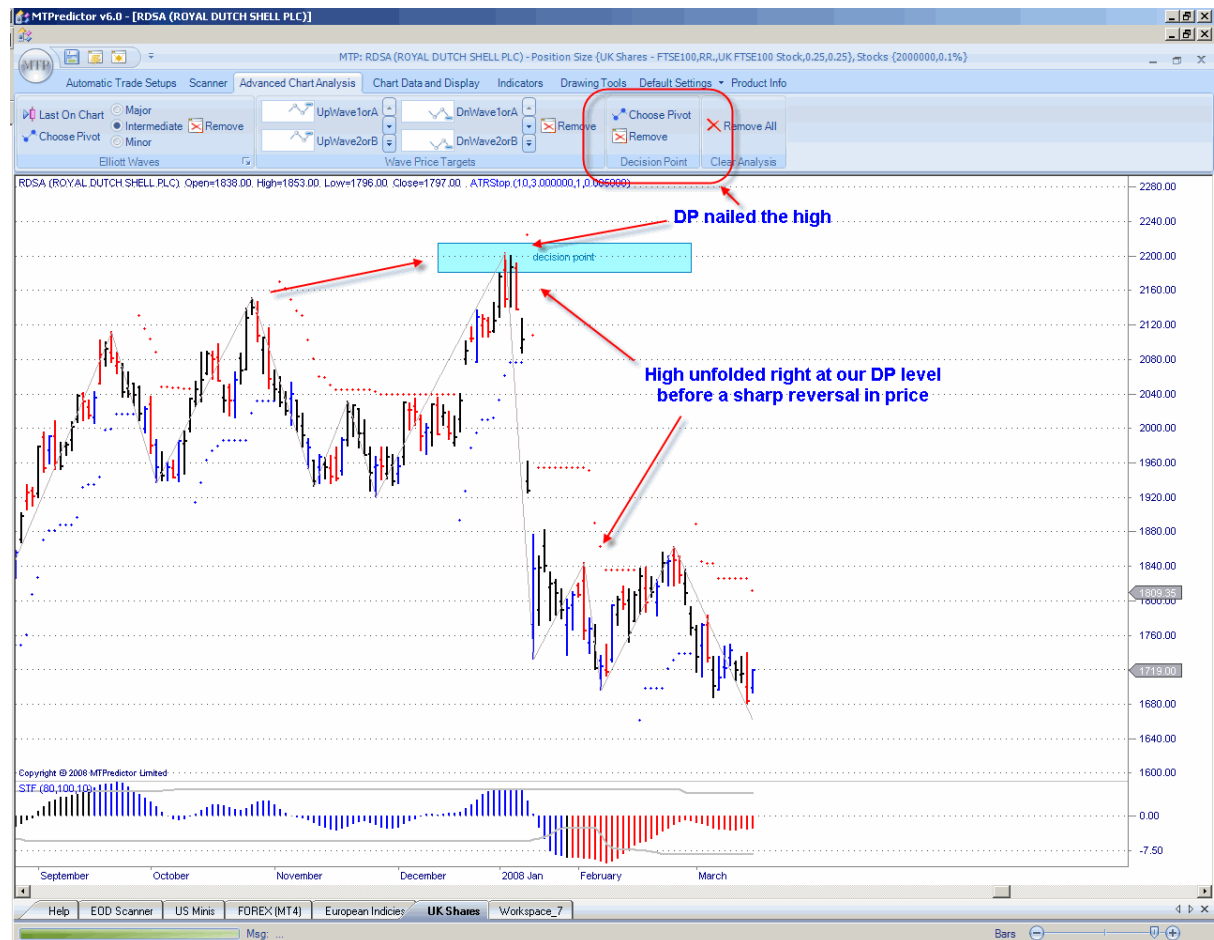 MTPredictor v6.0 - [RDSA (ROYAL DUTCH SHELL PLC)]
MTP
MTP: RDSA (ROYAL DUTCH SHELL PLC) - Position Size {UK Shares - FTSE100,RR.,UK FTSE100 Stock,0.25,0.25}, Stocks {2000000,0.1%}
Automatic Trade Setups Scanner Advanced Chart Analysis Chart Data and Display Indicators Drawing Tools Default Settings Product Info
Last On Chart
Choose Pivot
Major
Intermediate
Minor
Remove
Elliott Waves
UpWave1orA
UpWave2orB
DnWave1orA
DnWave2orB
Remove
Wave Price Targets
Choose Pivot
Remove
Decision Point
Remove All
Clear Analysis
RDSA (ROYAL DUTCH SHELL PLC) Open=1838.00 High=1853.00 Low=1796.00 Close=1797.00 ATRStop (10,3.000000,1,0.005000)
DP nailed the high
decision point
High unfolded right at our DP level
before a sharp reversal in price
2280.00
2240.00
2200.00
2160.00
2120.00
2080.00
2040.00
2000.00
1960.00
1920.00
1880.00
1840.00
1809.35
1800.00
1760.00
1719.00
1680.00
1640.00
1600.00
Copyright © 2008 MTPredictor Limited
STF (80,100,10)
0.00
-7.50
September October November December 2008 Jan February March
Help EOD Scanner US Minis FOREX (MT4) European Indicies UK Shares Workspace_7
Msg: ...
Bars